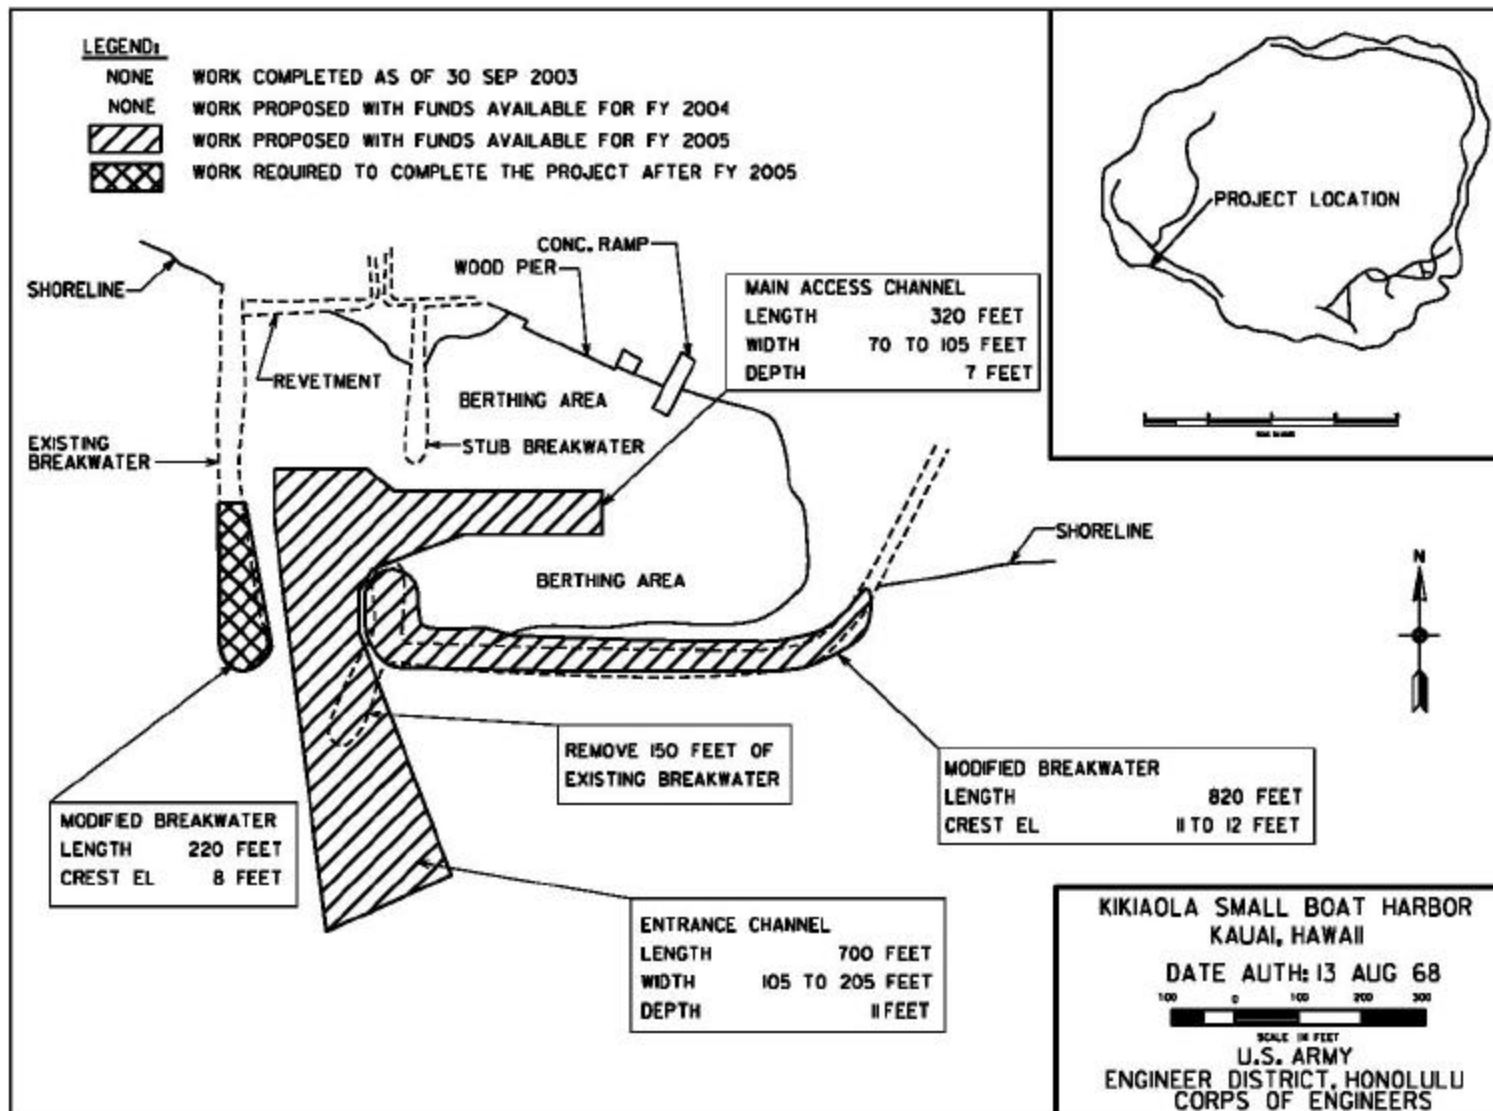 LEGEND:
NONE WORK COMPLETED AS OF 30 SEP 2003
NONE WORK PROPOSED WITH FUNDS AVAILABLE FOR FY 2004
WORK PROPOSED WITH FUNDS AVAILABLE FOR FY 2005
WORK REQUIRED TO COMPLETE THE PROJECT AFTER FY 2005
PROJECT LOCATION
SHORELINE
WOOD PIER
CONC. RAMP
MAIN ACCESS CHANNEL
LENGTH 320 FEET
WIDTH 70 TO 105 FEET
DEPTH 7 FEET
REVETMENT
BERTHING AREA
STUB BREAKWATER
EXISTING
BREAKWATER
BERTHING AREA
SHORELINE
N
REMOVE 150 FEET OF
EXISTING BREAKWATER
MODIFIED BREAKWATER
LENGTH 820 FEET
CREST EL 11 TO 12 FEET
MODIFIED BREAKWATER
LENGTH 220 FEET
CREST EL 8 FEET
ENTRANCE CHANNEL
LENGTH 700 FEET
WIDTH 105 TO 205 FEET
DEPTH 11 FEET
KIKIAOLA SMALL BOAT HARBOR
KAUAI, HAWAII
DATE AUTH: 13 AUG 68
100 0 100 200 300
SCALE IN FEET
U.S. ARMY
ENGINEER DISTRICT, HONOLULU
CORPS OF ENGINEERS